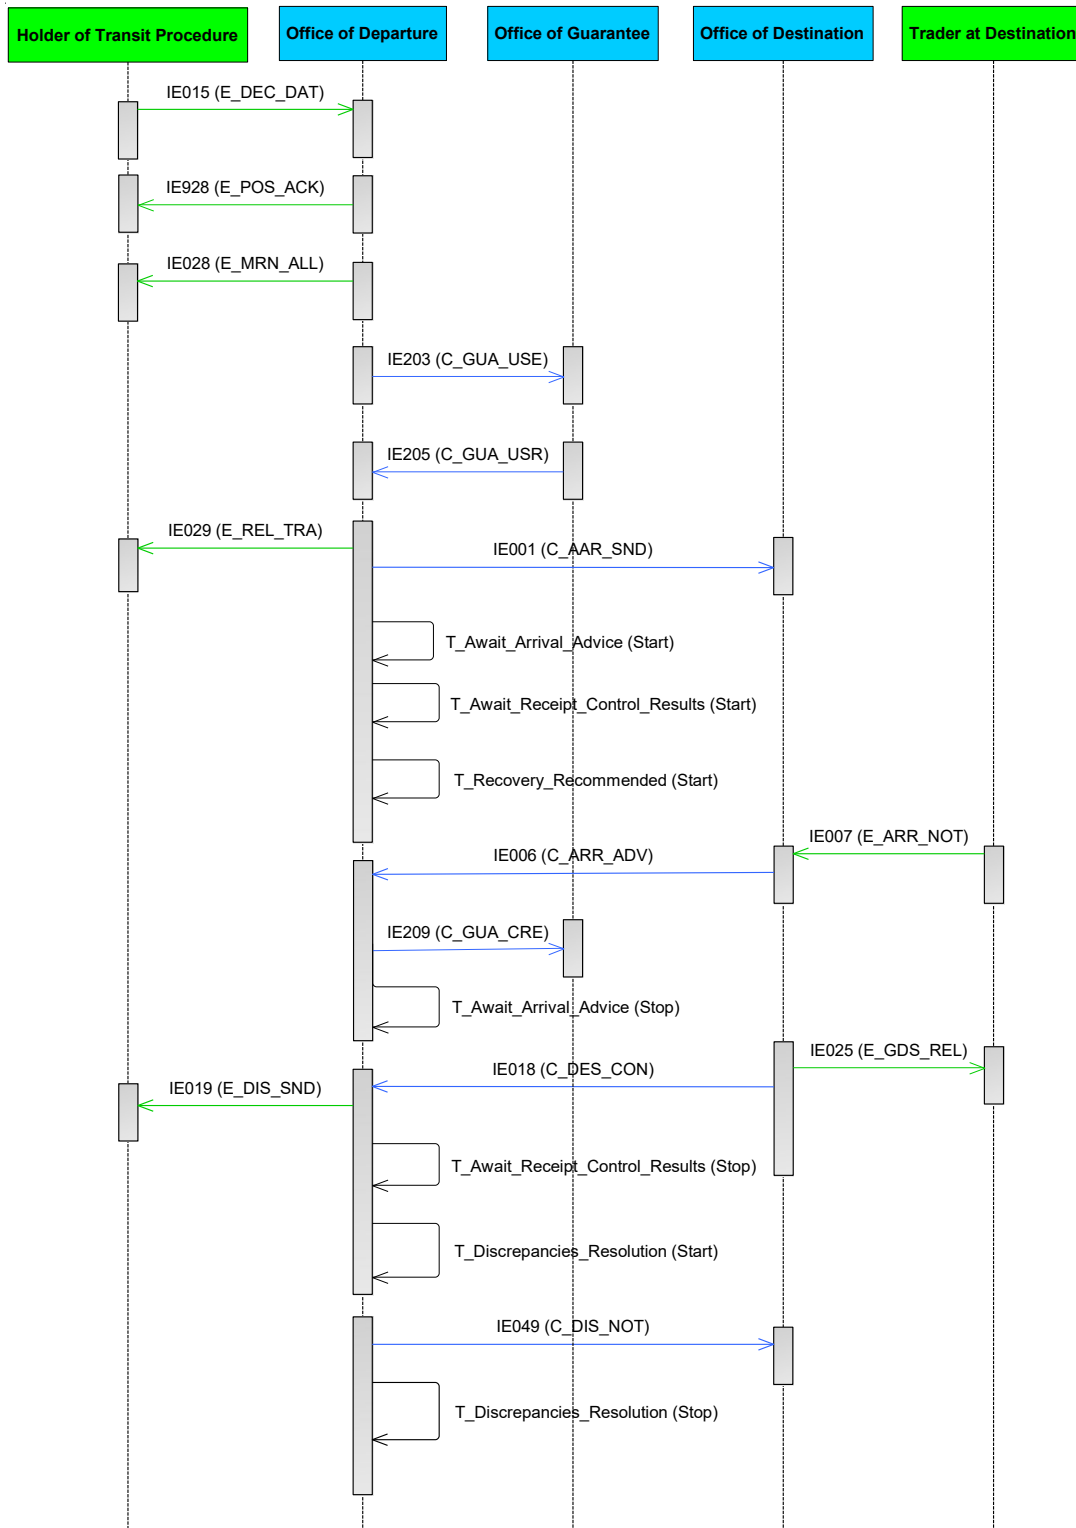 Holder of Transit Procedure
Office of Departure
Office of Guarantee
Office of Destination
Trader at Destination
IE015 (E_DEC_DAT)
IE928 (E_POS_ACK)
IE028 (E_MRN_ALL)
IE203 (C_GUA_USE)
IE205 (C_GUA_USR)
IE029 (E_REL_TRA)
IE001 (C_AAR_SND)
T_Await_Arrival_Advice (Start)
T_Await_Receipt_Control_Results (Start)
T_Recovery_Recommended (Start)
IE007 (E_ARR_NOT)
IE006 (C_ARR_ADV)
IE209 (C_GUA_CRE)
T_Await_Arrival_Advice (Stop)
IE025 (E_GDS_REL)
IE018 (C_DES_CON)
IE019 (E_DIS_SND)
T_Await_Receipt_Control_Results (Stop)
T_Discrepancies_Resolution (Start)
IE049 (C_DIS_NOT)
T_Discrepancies_Resolution (Stop)